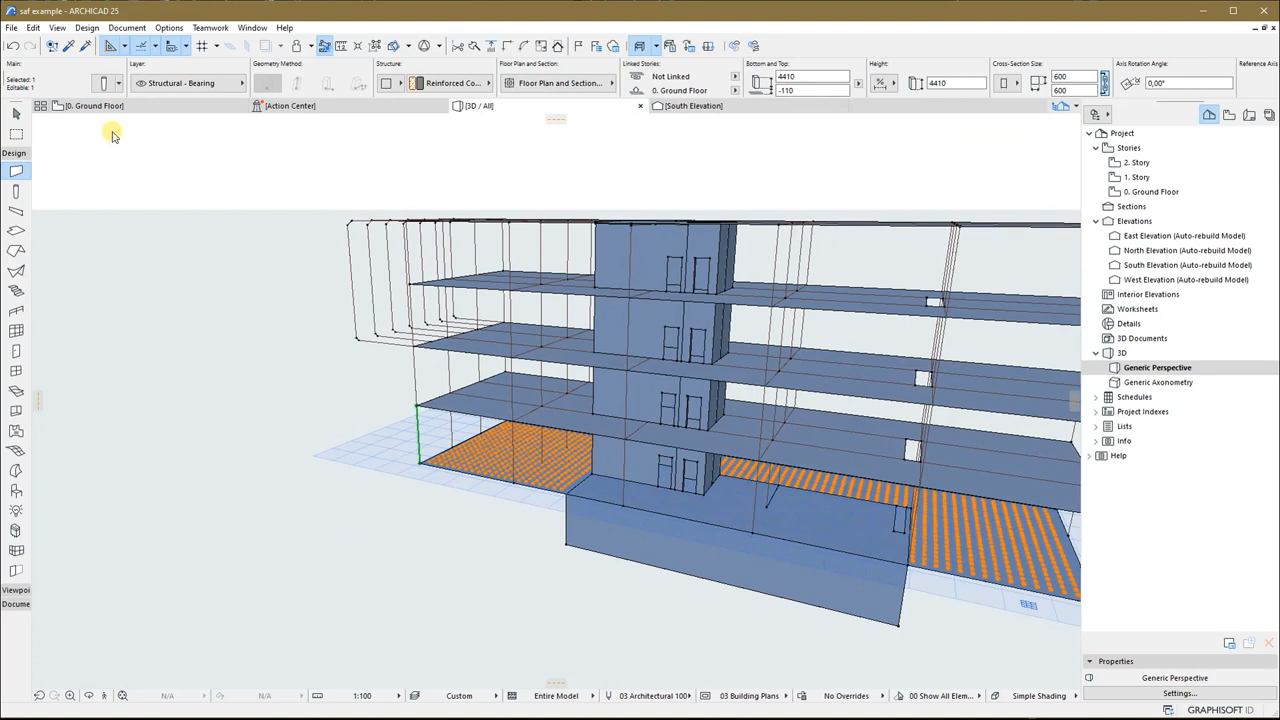 saf example - ARCHICAD 25
File Edit View Design Document Options Teamwork Window Help
Main: Layer: Structure: Floor Plan and Section... Linked Stories: Bottom and Top: Height: Cross-Section Size: Axis Rotation Angle: Reference Axis
Selected: 1
Structural - Bearing
Reinforced Co...
Floor Plan and Section...
Not Linked
0. Ground Floor
4410
-110
4410
600
600
0,00°
[0. Ground Floor] [Action Center] [3D / All] [South Elevation]
Design
Viewpoi
Docume
Project
Stories
2. Story
1. Story
0. Ground Floor
Sections
Elevations
East Elevation (Auto-rebuild Model)
North Elevation (Auto-rebuild Model)
South Elevation (Auto-rebuild Model)
West Elevation (Auto-rebuild Model)
Interior Elevations
Worksheets
Details
3D Documents
3D
Generic Perspective
Generic Axonometry
Schedules
Project Indexes
Lists
Info
Help
Properties
Generic Perspective
Settings...
N/A N/A 1:100 Custom Entire Model 03 Architectural 100 03 Building Plans No Overrides 00 Show All Elem... Simple Shading
GRAPHISOFT ID